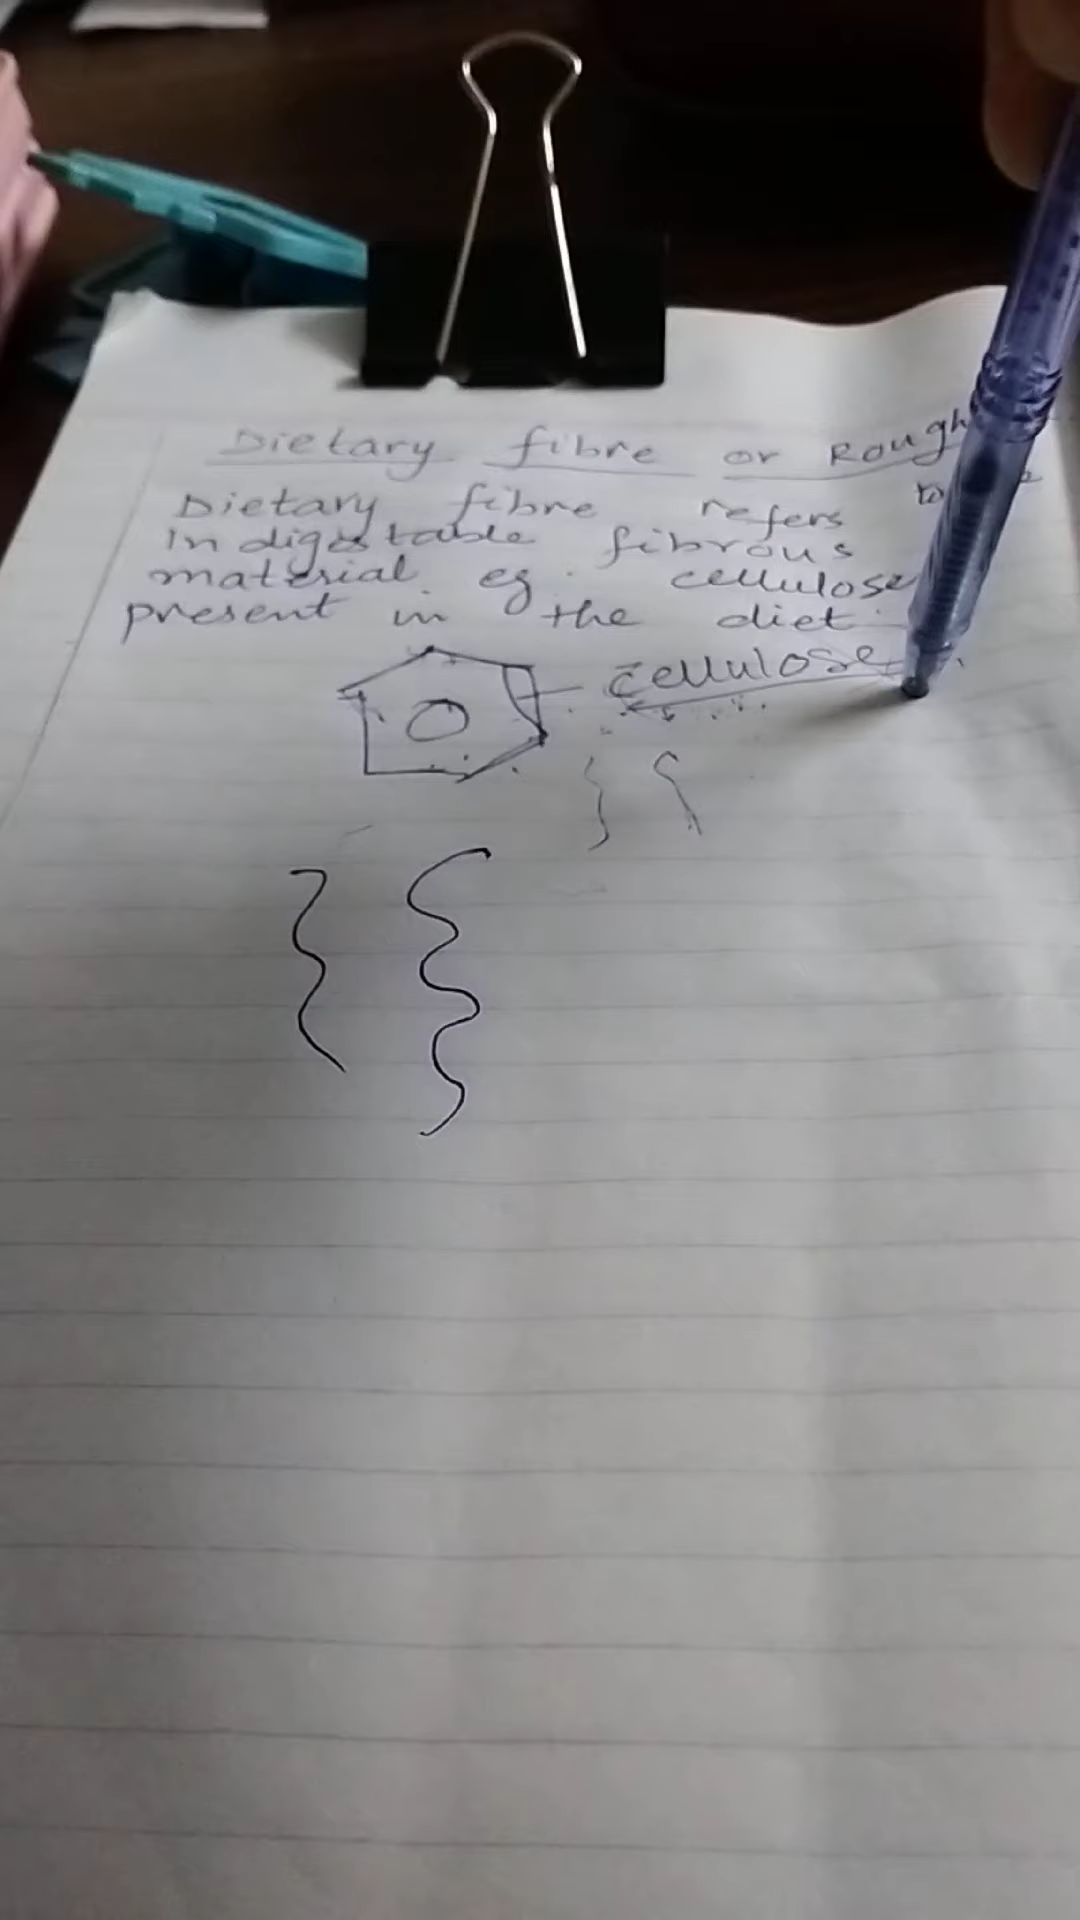 Dietary fibre or Rough
Dietary fibre refers to
Indigestable fibrous
material eg. cellulose
present in the diet
cellulose